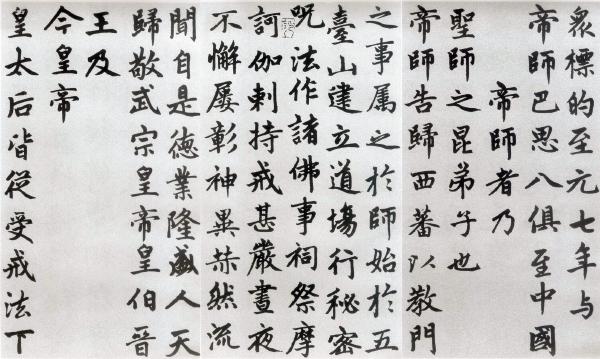 衆標的至元七年与
帝師巴思八俱至中國
帝師者乃
聖師之昆弟子也
帝師告歸西蕃以教門
之事属之於師始於五
臺山建立道場行秘密
呪法作諸佛事祠祭摩
訶伽剌持戒甚嚴晝夜
不懈屡彰神異赫然流
聞自是德業隆盛人天
歸敬武宗皇帝皇伯晉
王及
今皇帝
皇太后皆從受戒法下